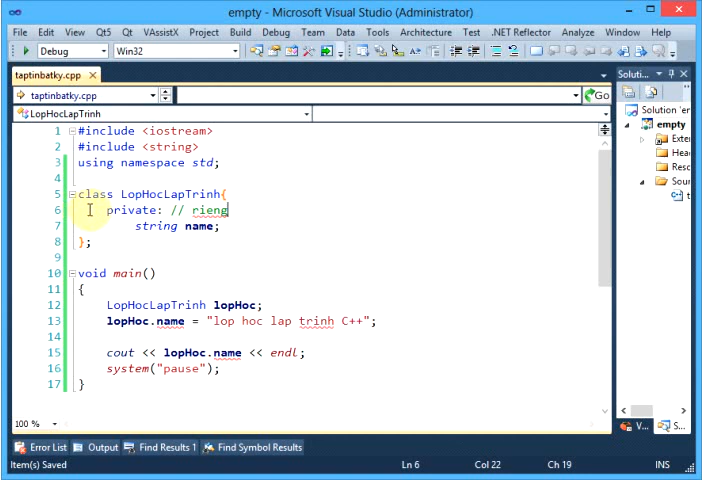 empty - Microsoft Visual Studio (Administrator)
File Edit View Qt5 Qt VAssistX Project Build Debug Team Data Tools Architecture Test .NET Reflector Analyze Window Help
Debug Win32
taptinbatky.cpp Soluti...
taptinbatky.cpp Go
LopHocLapTrinh
Solution 'er
empty
Exter
Head
Resc
Sour
t
1 #include <iostream>
2 #include <string>
3 using namespace std;
4
5 class LopHocLapTrinh{
6 private: // rieng
7 string name;
8 };
9
10 void main()
11 {
12 LopHocLapTrinh lopHoc;
13 lopHoc.name = "lop hoc lap trinh C++";
14
15 cout << lopHoc.name << endl;
16 system("pause");
17 }
100 %
V... S...
Error List Output Find Results 1 Find Symbol Results
Item(s) Saved Ln 6 Col 22 Ch 19 INS